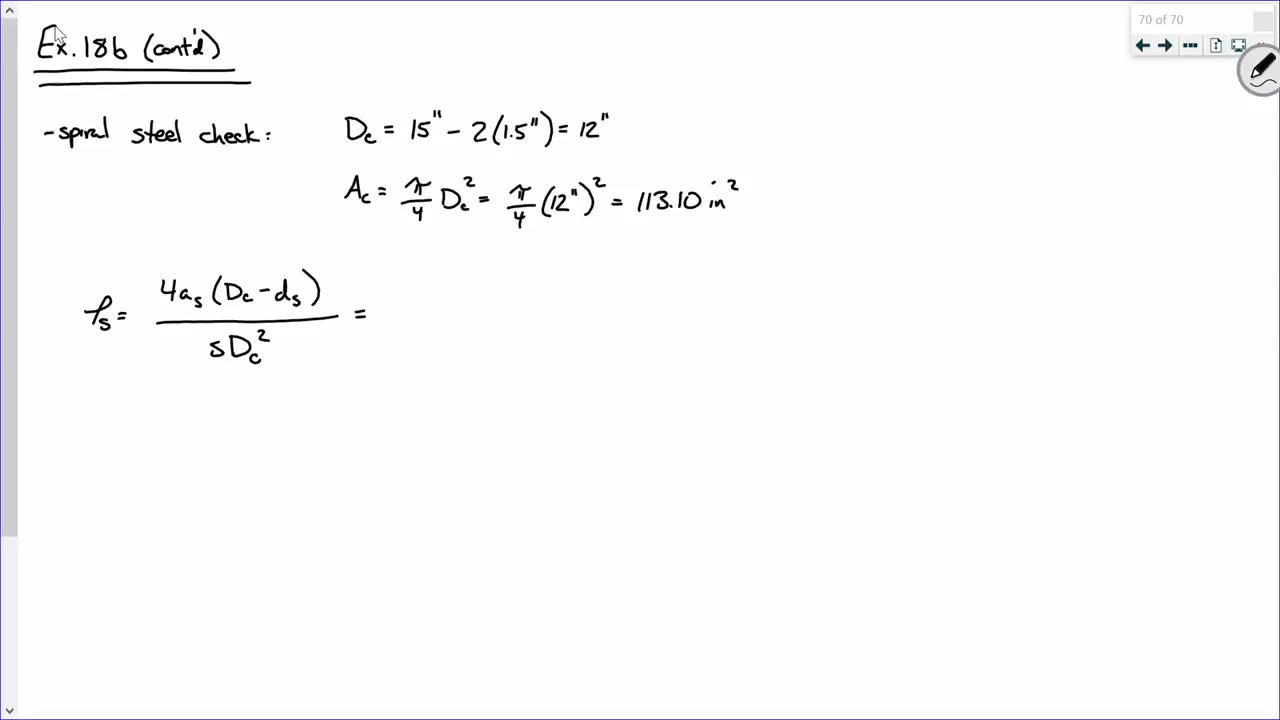 70 of 70
Ex. 18b (cont'd)
- spiral steel check: Dc = 15" - 2(1.5") = 12"
Ac = π/4 Dc² = π/4 (12")² = 113.10 in²
ρs = 4as (Dc - ds) / sDc² =